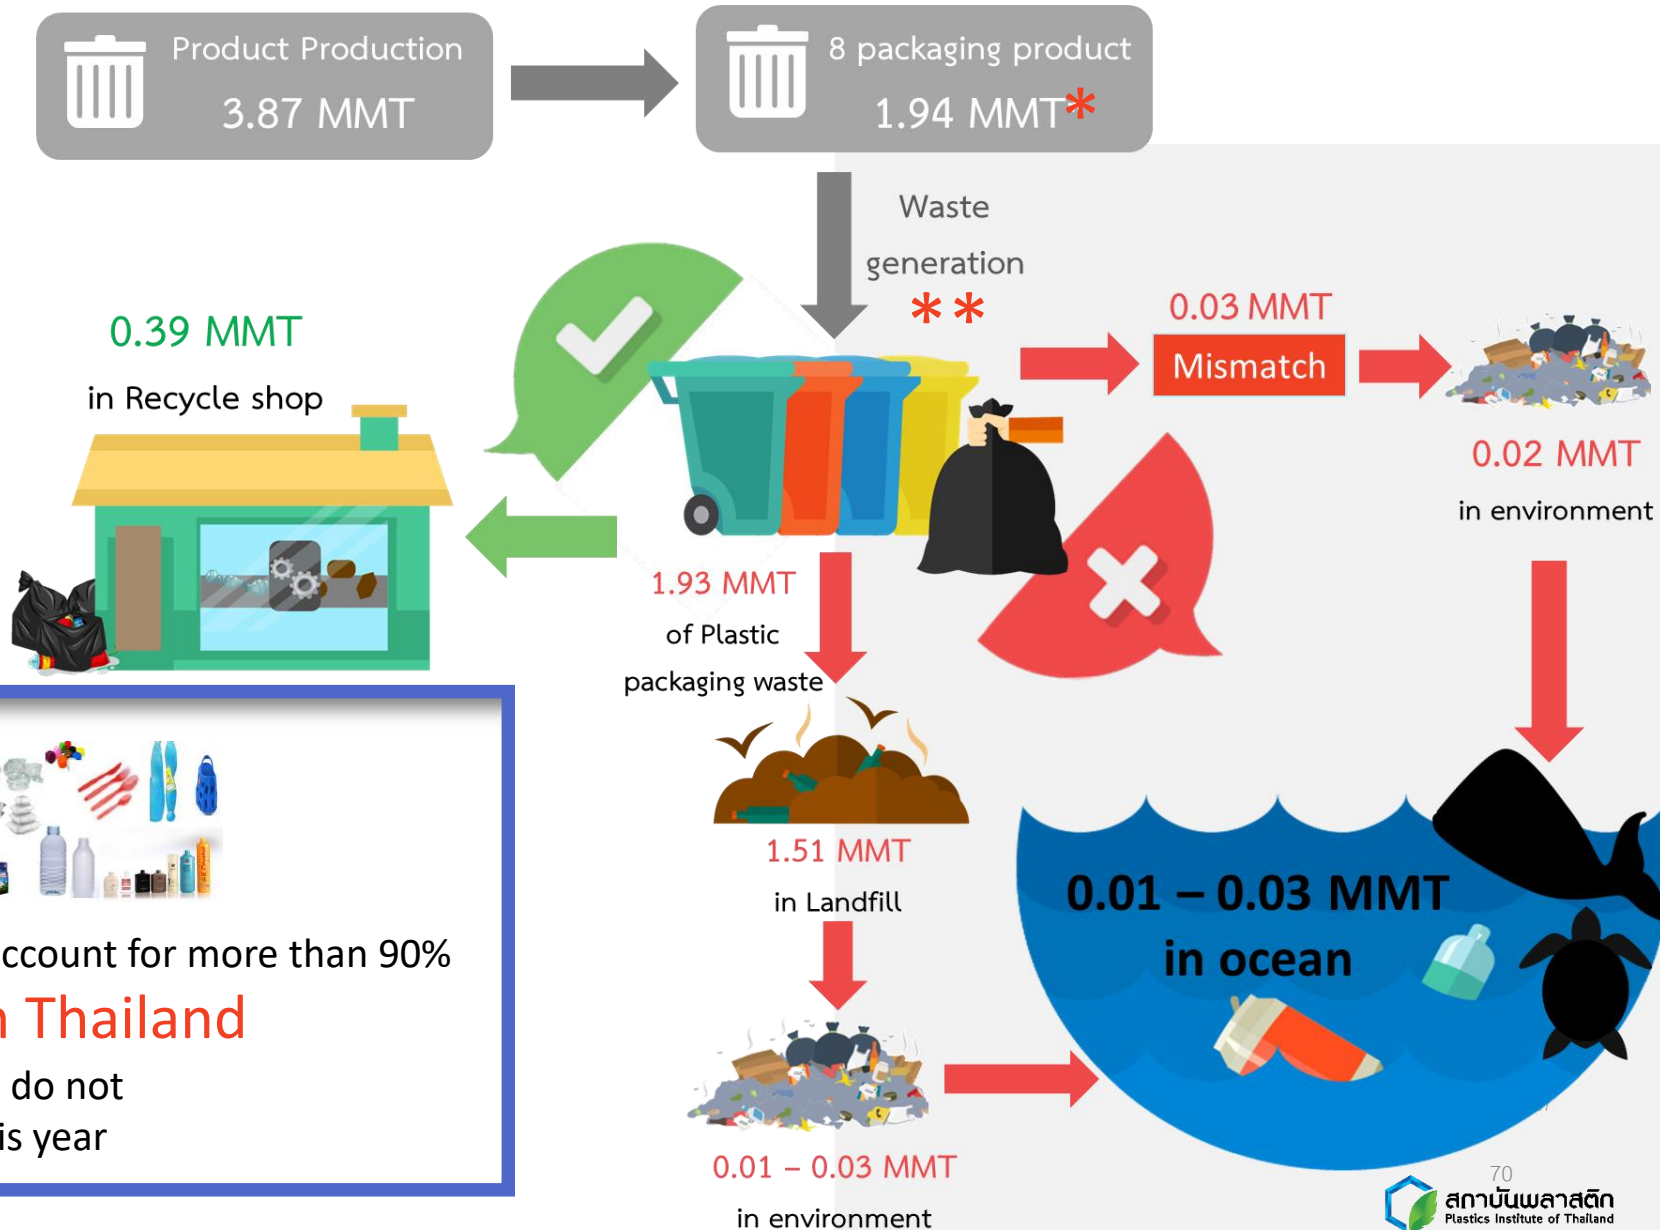 Product Production
3.87 MMT
8 packaging product
1.94 MMT*
Waste
generation
**
0.03 MMT
Mismatch
0.02 MMT
in environment
0.39 MMT
in Recycle shop
1.93 MMT
of Plastic
packaging waste
1.51 MMT
in Landfill
0.01 – 0.03 MMT
in ocean
0.01 – 0.03 MMT
in environment
ccount for more than 90%
n Thailand
do not
is year
70
สถาบันพลาสติก
Plastics Institute of Thailand